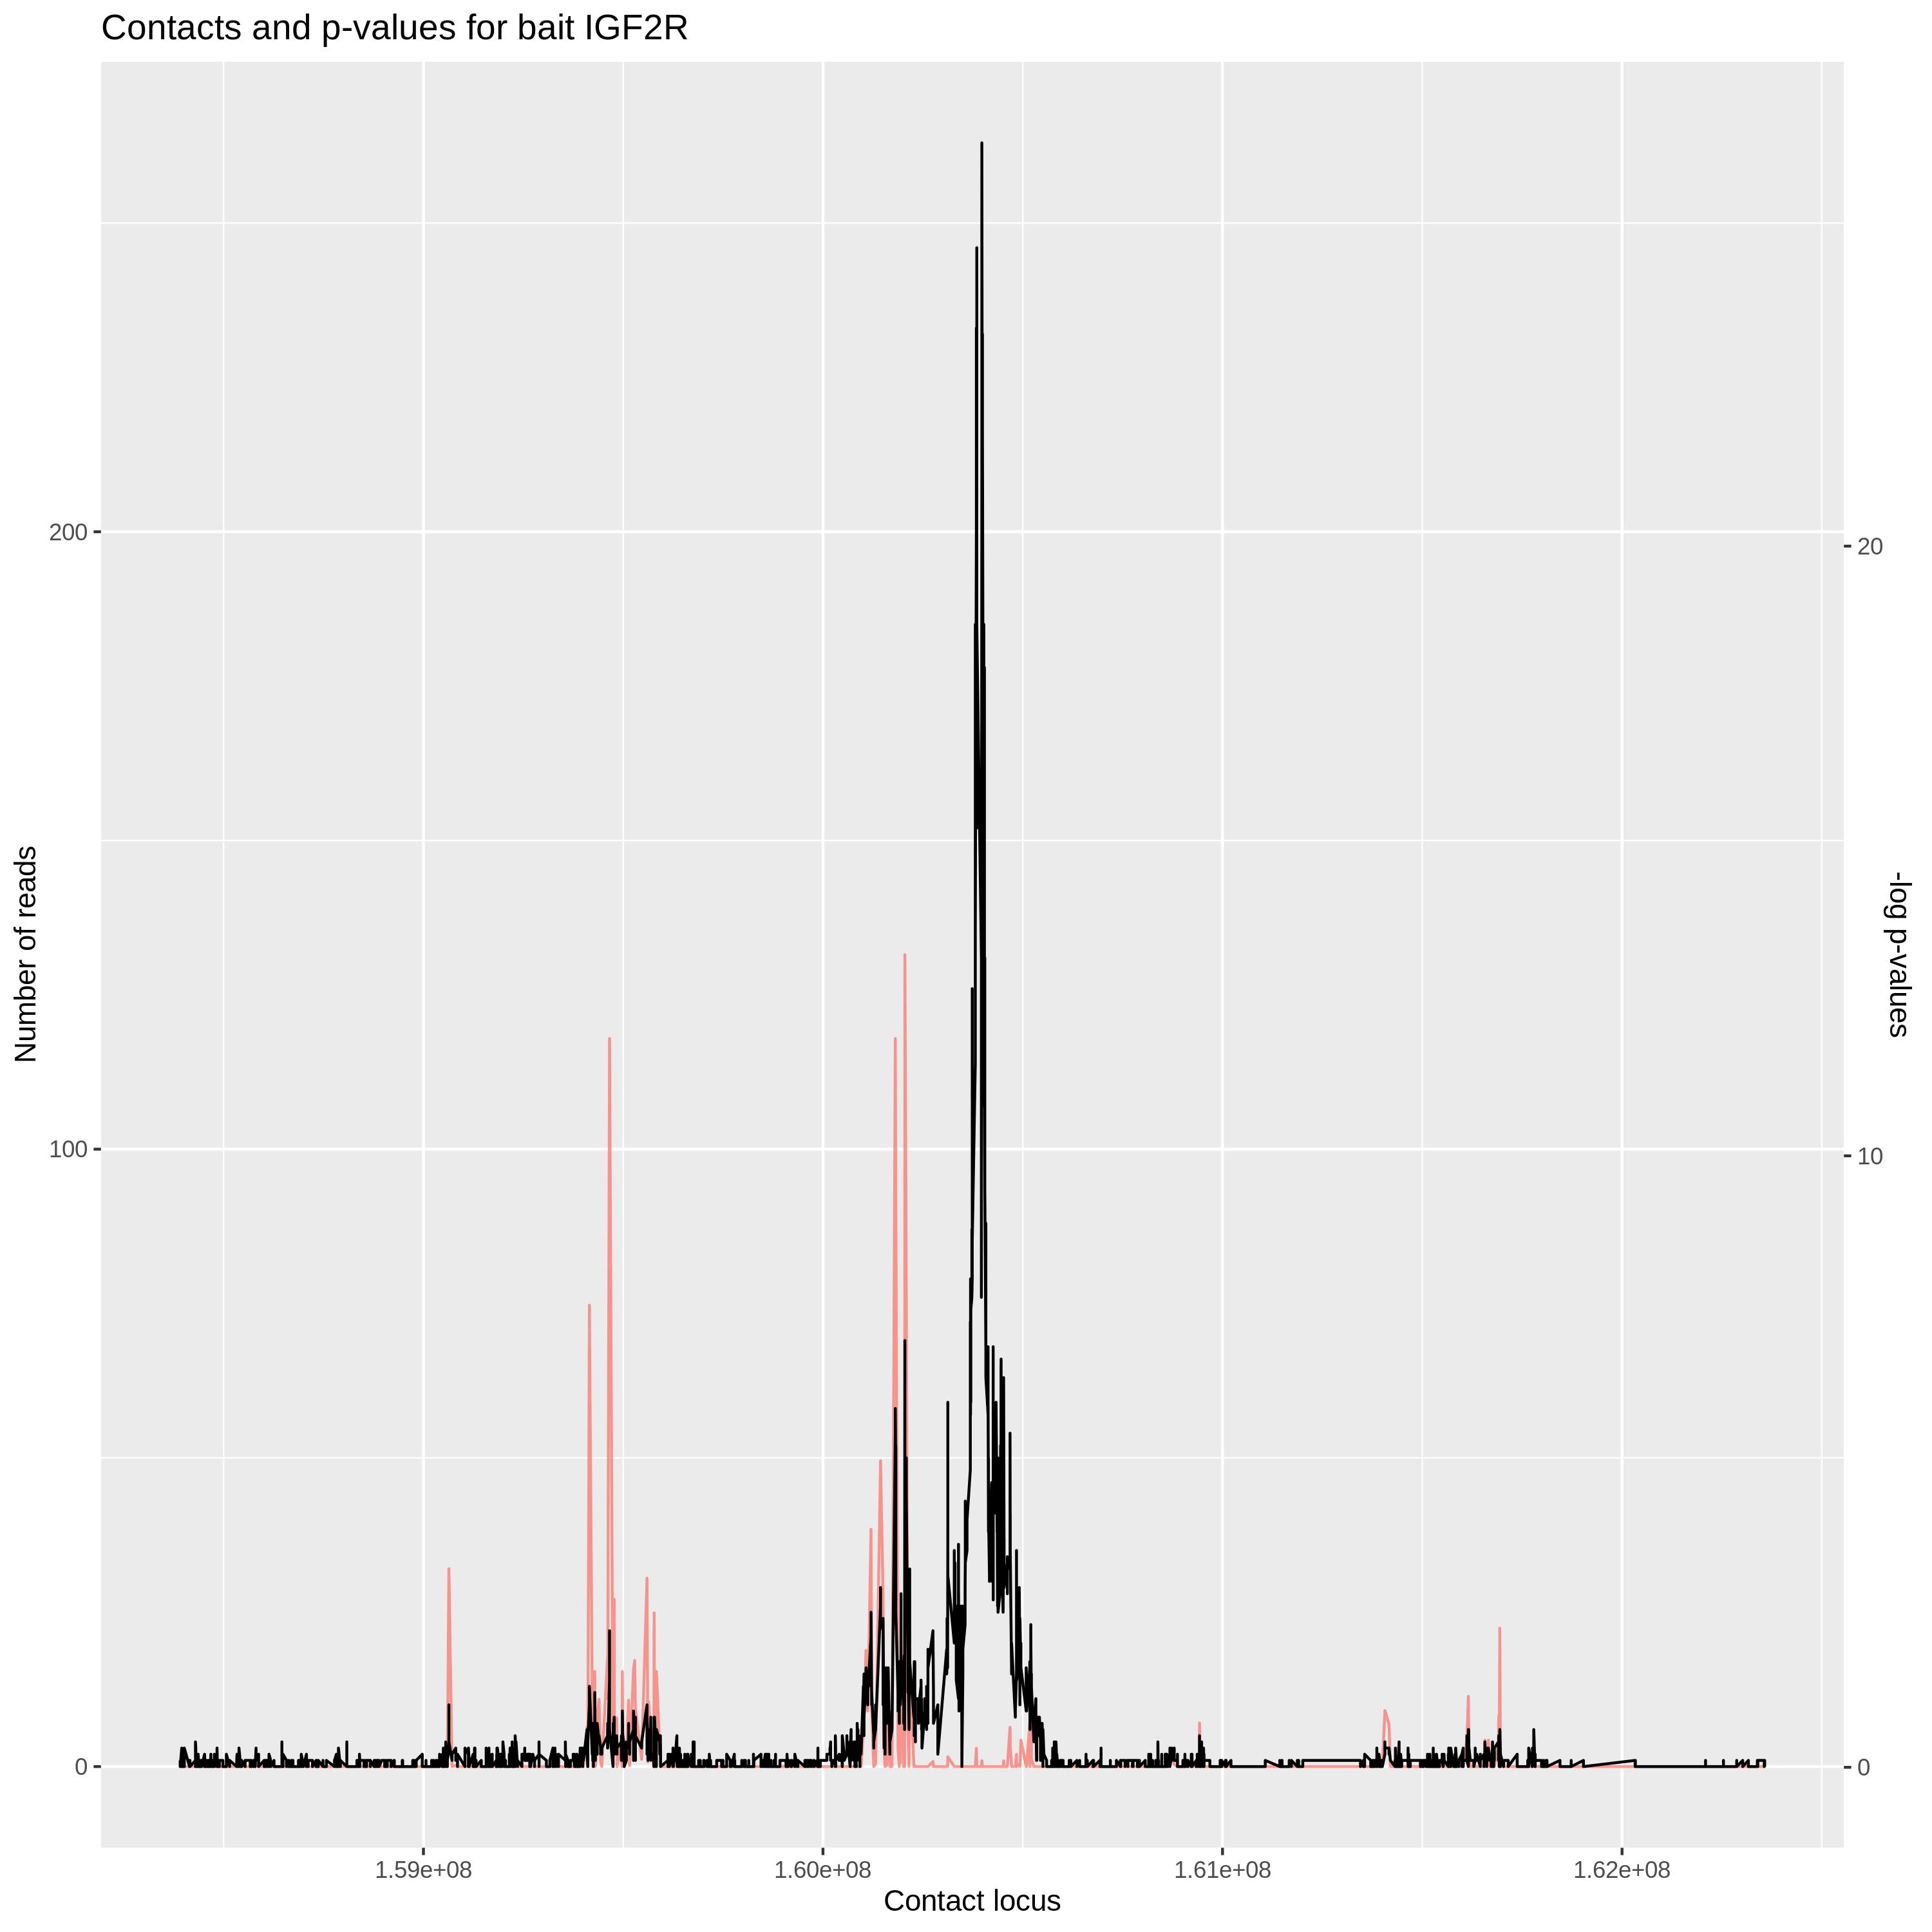 Contacts and p-values for bait IGF2R
Number of reads
200
100
0
20
10
0
-log p-values
1.59e+08
1.60e+08
1.61e+08
1.62e+08
Contact locus